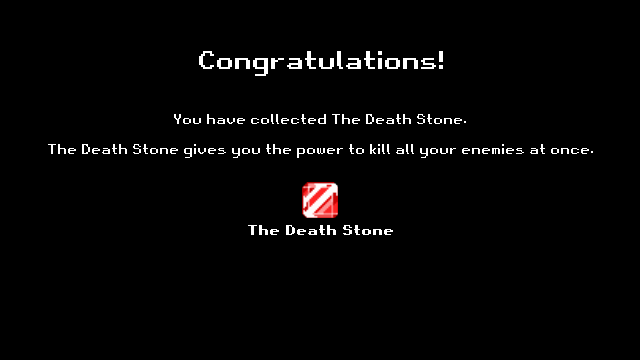 Congratulations!
You have collected The Death Stone.
The Death Stone gives you the power to kill all your enemies at once.
The Death Stone